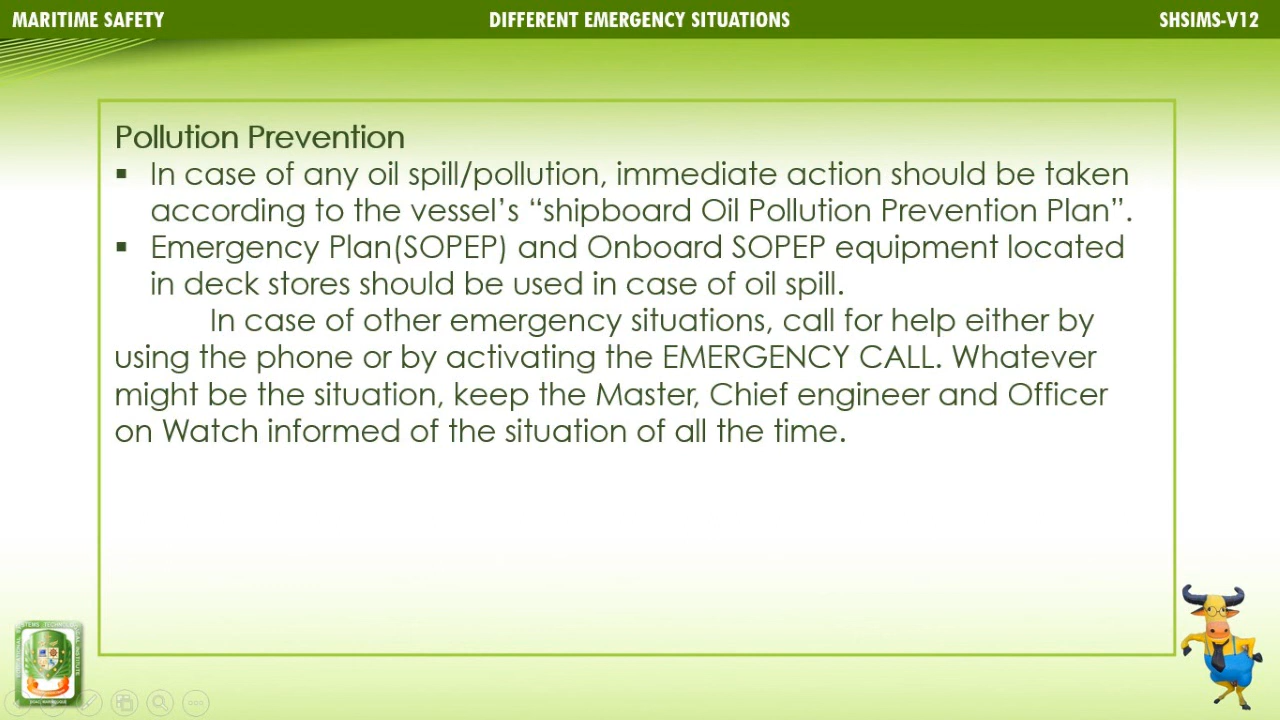 MARITIME SAFETY
DIFFERENT EMERGENCY SITUATIONS
SHSIMS-V12
Pollution Prevention
▪ In case of any oil spill/pollution, immediate action should be taken
according to the vessel’s “shipboard Oil Pollution Prevention Plan”.
▪ Emergency Plan(SOPEP) and Onboard SOPEP equipment located
in deck stores should be used in case of oil spill.
In case of other emergency situations, call for help either by
using the phone or by activating the EMERGENCY CALL. Whatever
might be the situation, keep the Master, Chief engineer and Officer
on Watch informed of the situation of all the time.